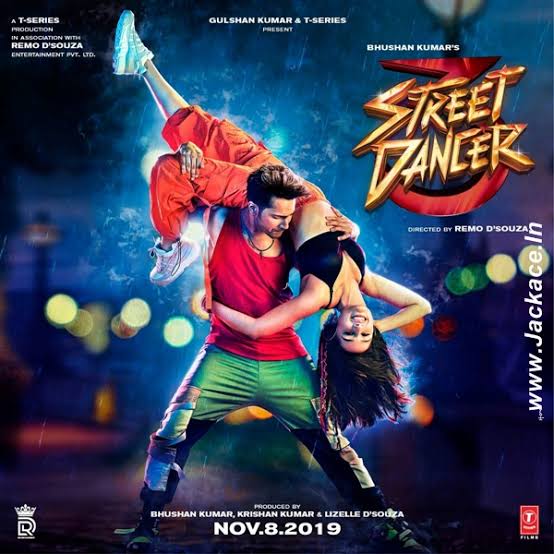 A T-SERIES
PRODUCTION
IN ASSOCIATION WITH
REMO D'SOUZA
ENTERTAINMENT PVT. LTD.
GULSHAN KUMAR & T-SERIES
PRESENT
BHUSHAN KUMAR'S
STREET
DANCER
3
DIRECTED BY REMO D'SOUZA
www.Jackace.In
PRODUCED BY
BHUSHAN KUMAR, KRISHAN KUMAR & LIZELLE D'SOUZA
NOV.8.2019
T-SERIES
FILMS